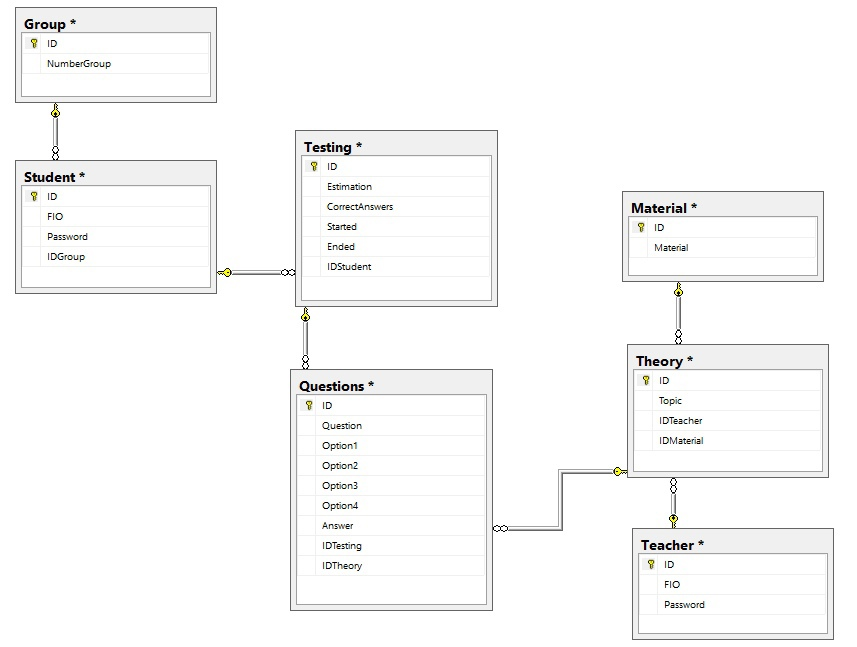 Group *
ID
NumberGroup
Student *
ID
FIO
Password
IDGroup
Testing *
ID
Estimation
CorrectAnswers
Started
Ended
IDStudent
Questions *
ID
Question
Option1
Option2
Option3
Option4
Answer
IDTesting
IDTheory
Material *
ID
Material
Theory *
ID
Topic
IDTeacher
IDMaterial
Teacher *
ID
FIO
Password